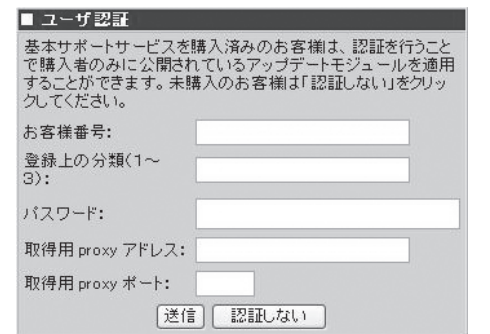 ■ ユーザ認証
基本サポートサービスを購入済みのお客様は、認証を行うこと
で購入者のみに公開されているアップデートモジュールを適用
することができます。未購入のお客様は「認証しない」をクリッ
クしてください。
お客様番号:
登録上の分類(1～
3):
パスワード:
取得用 proxy アドレス:
取得用 proxy ポート:
送信 認証しない